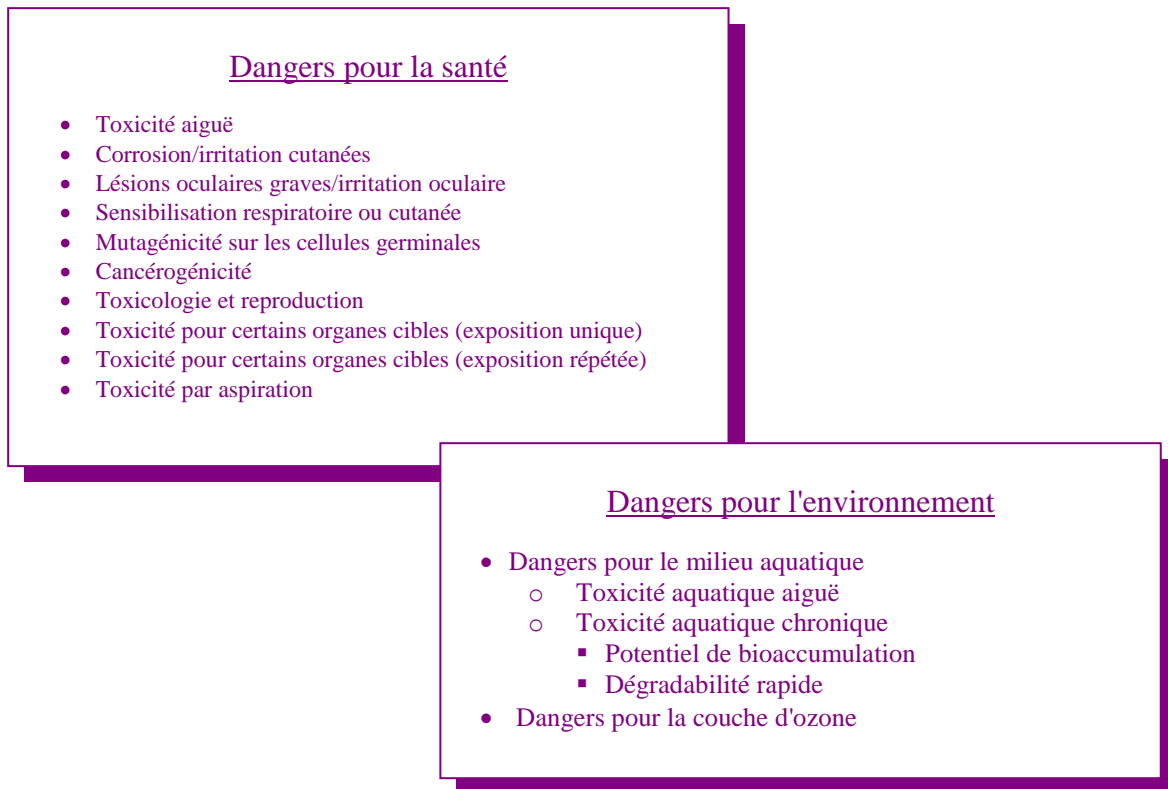 Dangers pour la santé
• Toxicité aiguë
• Corrosion/irritation cutanées
• Lésions oculaires graves/irritation oculaire
• Sensibilisation respiratoire ou cutanée
• Mutagénicité sur les cellules germinales
• Cancérogénicité
• Toxicologie et reproduction
• Toxicité pour certains organes cibles (exposition unique)
• Toxicité pour certains organes cibles (exposition répétée)
• Toxicité par aspiration
Dangers pour l'environnement
• Dangers pour le milieu aquatique
o Toxicité aquatique aiguë
o Toxicité aquatique chronique
▪ Potentiel de bioaccumulation
▪ Dégradabilité rapide
• Dangers pour la couche d'ozone